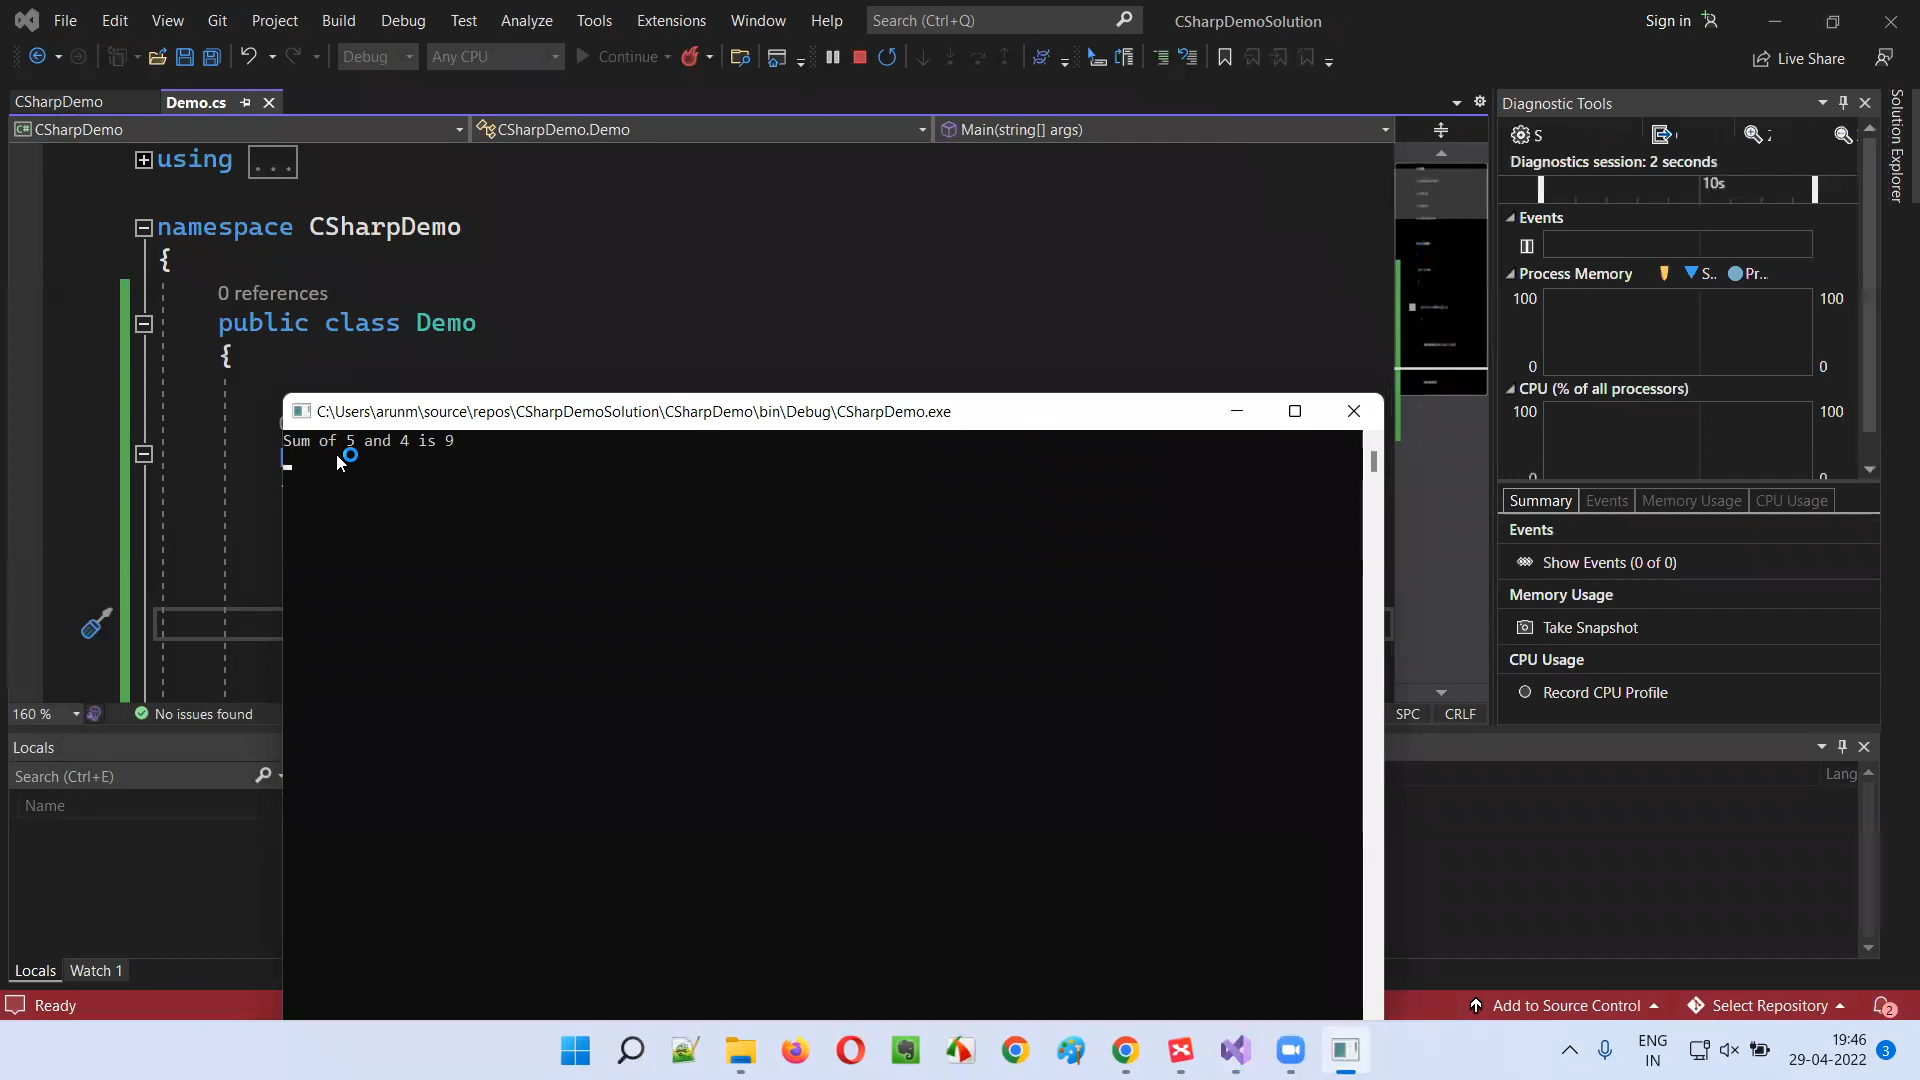 File Edit View Git Project Build Debug Test Analyze Tools Extensions Window Help Search (Ctrl+Q) CSharpDemoSolution Sign in
Debug Any CPU Continue Live Share
CSharpDemo Demo.cs
C# CSharpDemo CSharpDemo.Demo Main(string[] args)
using ...
namespace CSharpDemo
{
0 references
public class Demo
{
C:\Users\arunm\source\repos\CSharpDemoSolution\CSharpDemo\bin\Debug\CSharpDemo.exe
Sum of 5 and 4 is 9
160 % No issues found SPC CRLF
Diagnostic Tools
S
Diagnostics session: 2 seconds
10s
Events
Process Memory S.. Pr...
100 100
0 0
CPU (% of all processors)
100 100
0 0
Summary Events Memory Usage CPU Usage
Events
Show Events (0 of 0)
Memory Usage
Take Snapshot
CPU Usage
Record CPU Profile
Solution Explorer
Locals
Search (Ctrl+E)
Name
Lang
Locals Watch 1
Ready Add to Source Control Select Repository 2
ENG
IN
19:46
29-04-2022
3